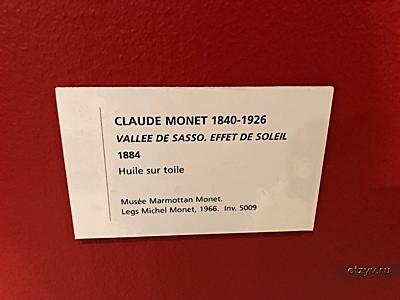 CLAUDE MONET 1840-1926
VALLEE DE SASSO. EFFET DE SOLEIL
1884
Huile sur toile
Musée Marmottan Monet.
Legs Michel Monet, 1966. Inv. 5009
otzyv.ru